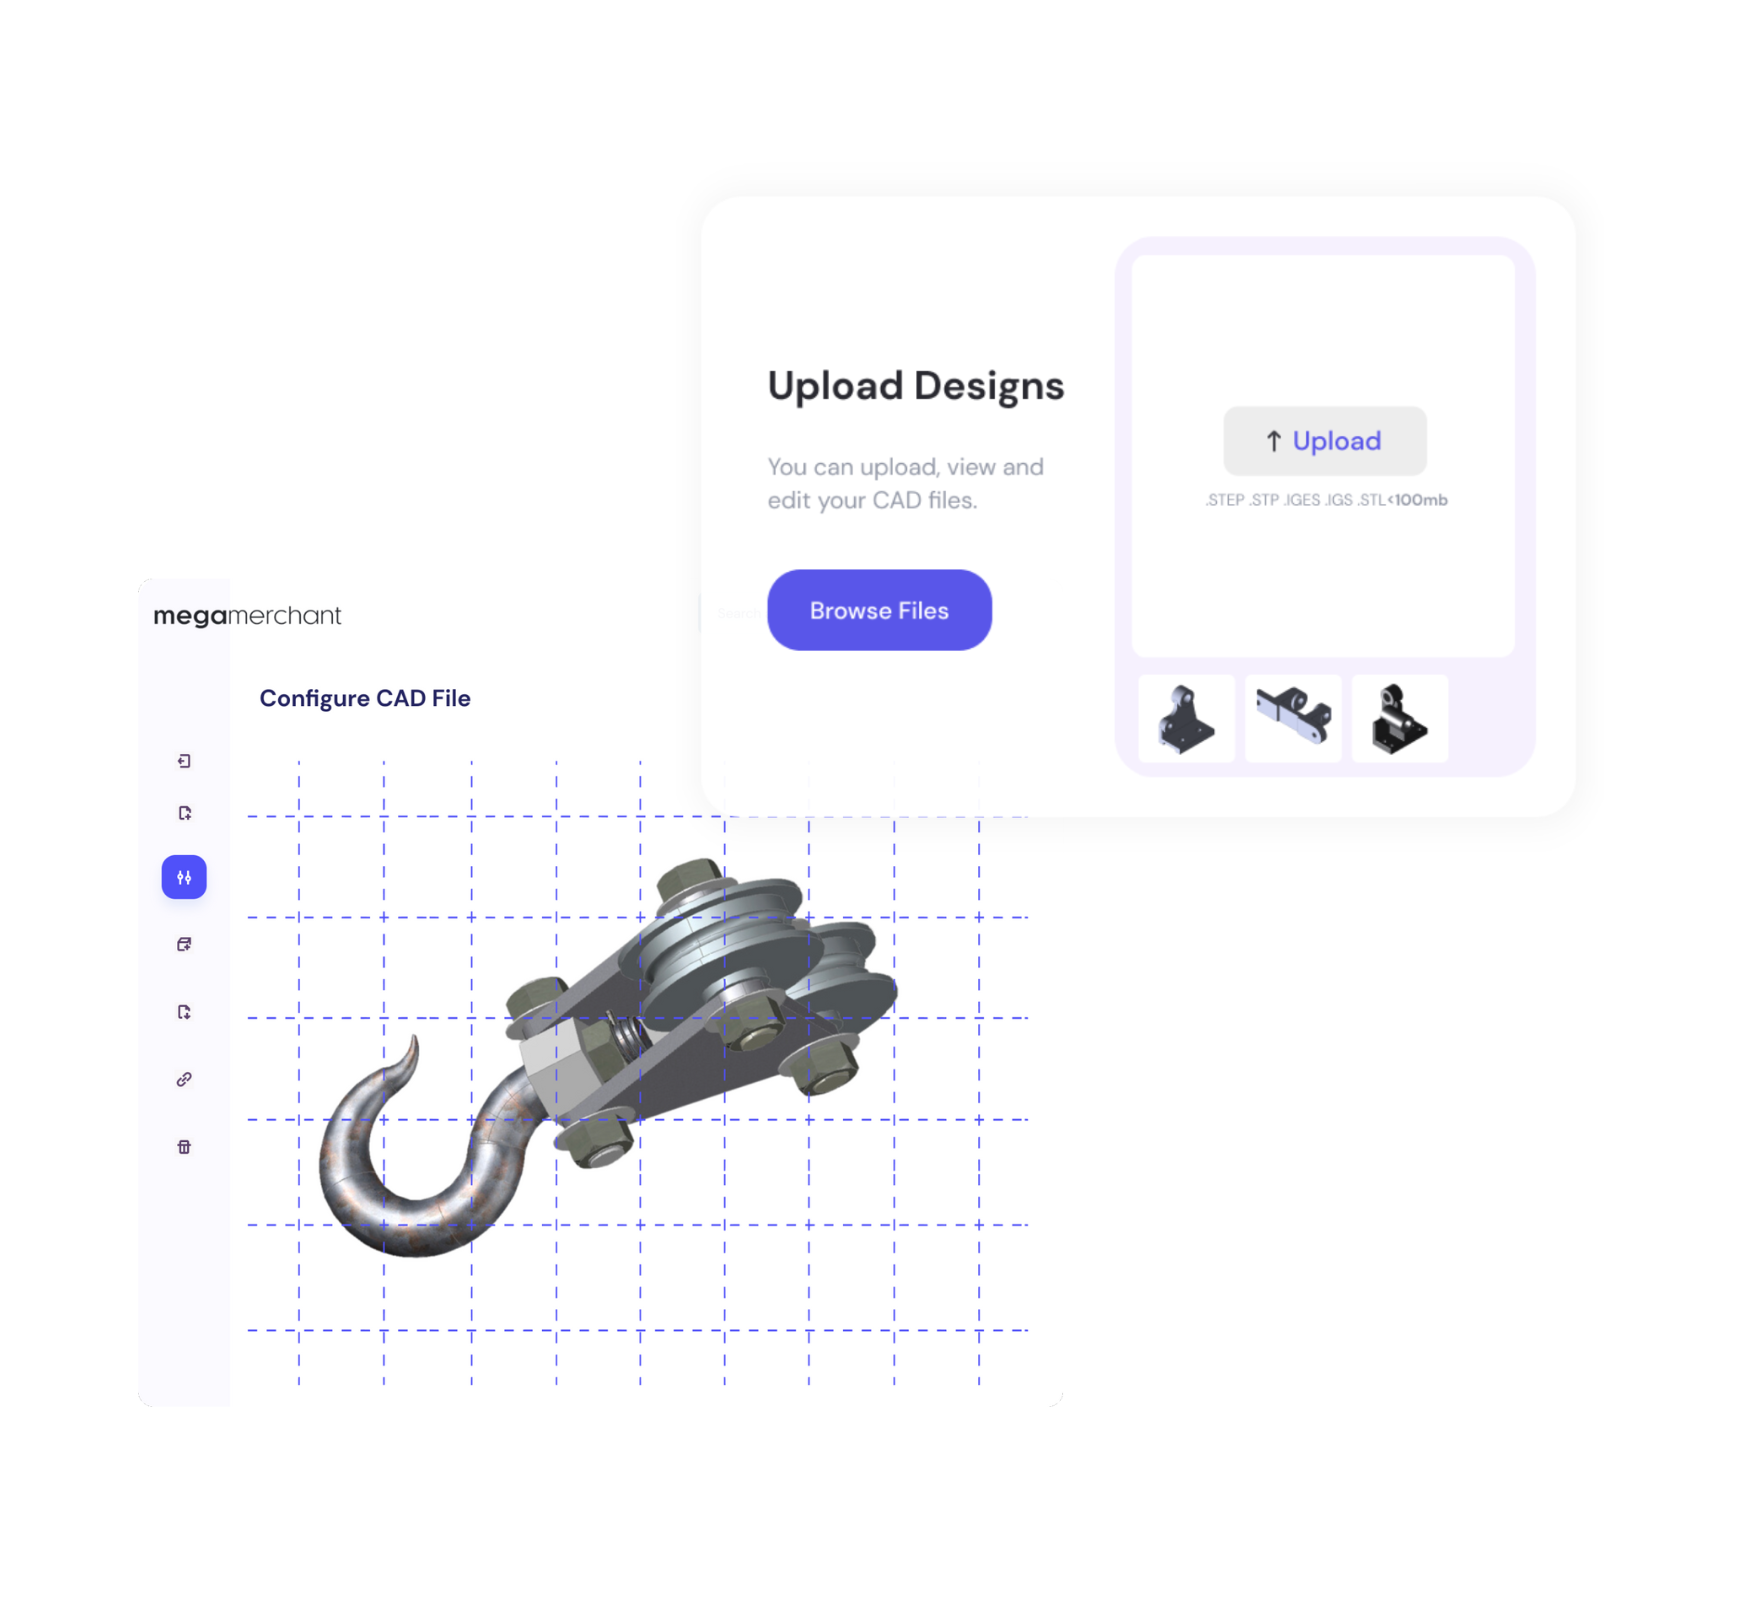 Upload Designs
You can upload, view and
edit your CAD files.
Browse Files
↑ Upload
.STEP .STP .IGES .IGS .STL<100mb
megamerchant
Search
Configure CAD File